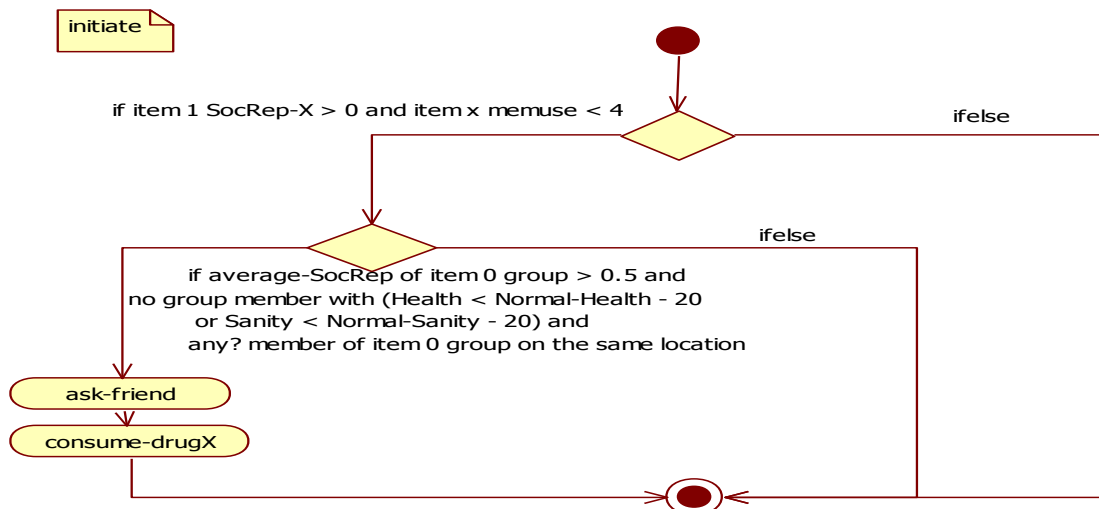 initiate
if item 1 SocRep-X > 0 and item x memuse < 4
ifelse
ifelse
if average-SocRep of item 0 group > 0.5 and
no group member with (Health < Normal-Health - 20
or Sanity < Normal-Sanity - 20) and
any? member of item 0 group on the same location
ask-friend
consume-drugX